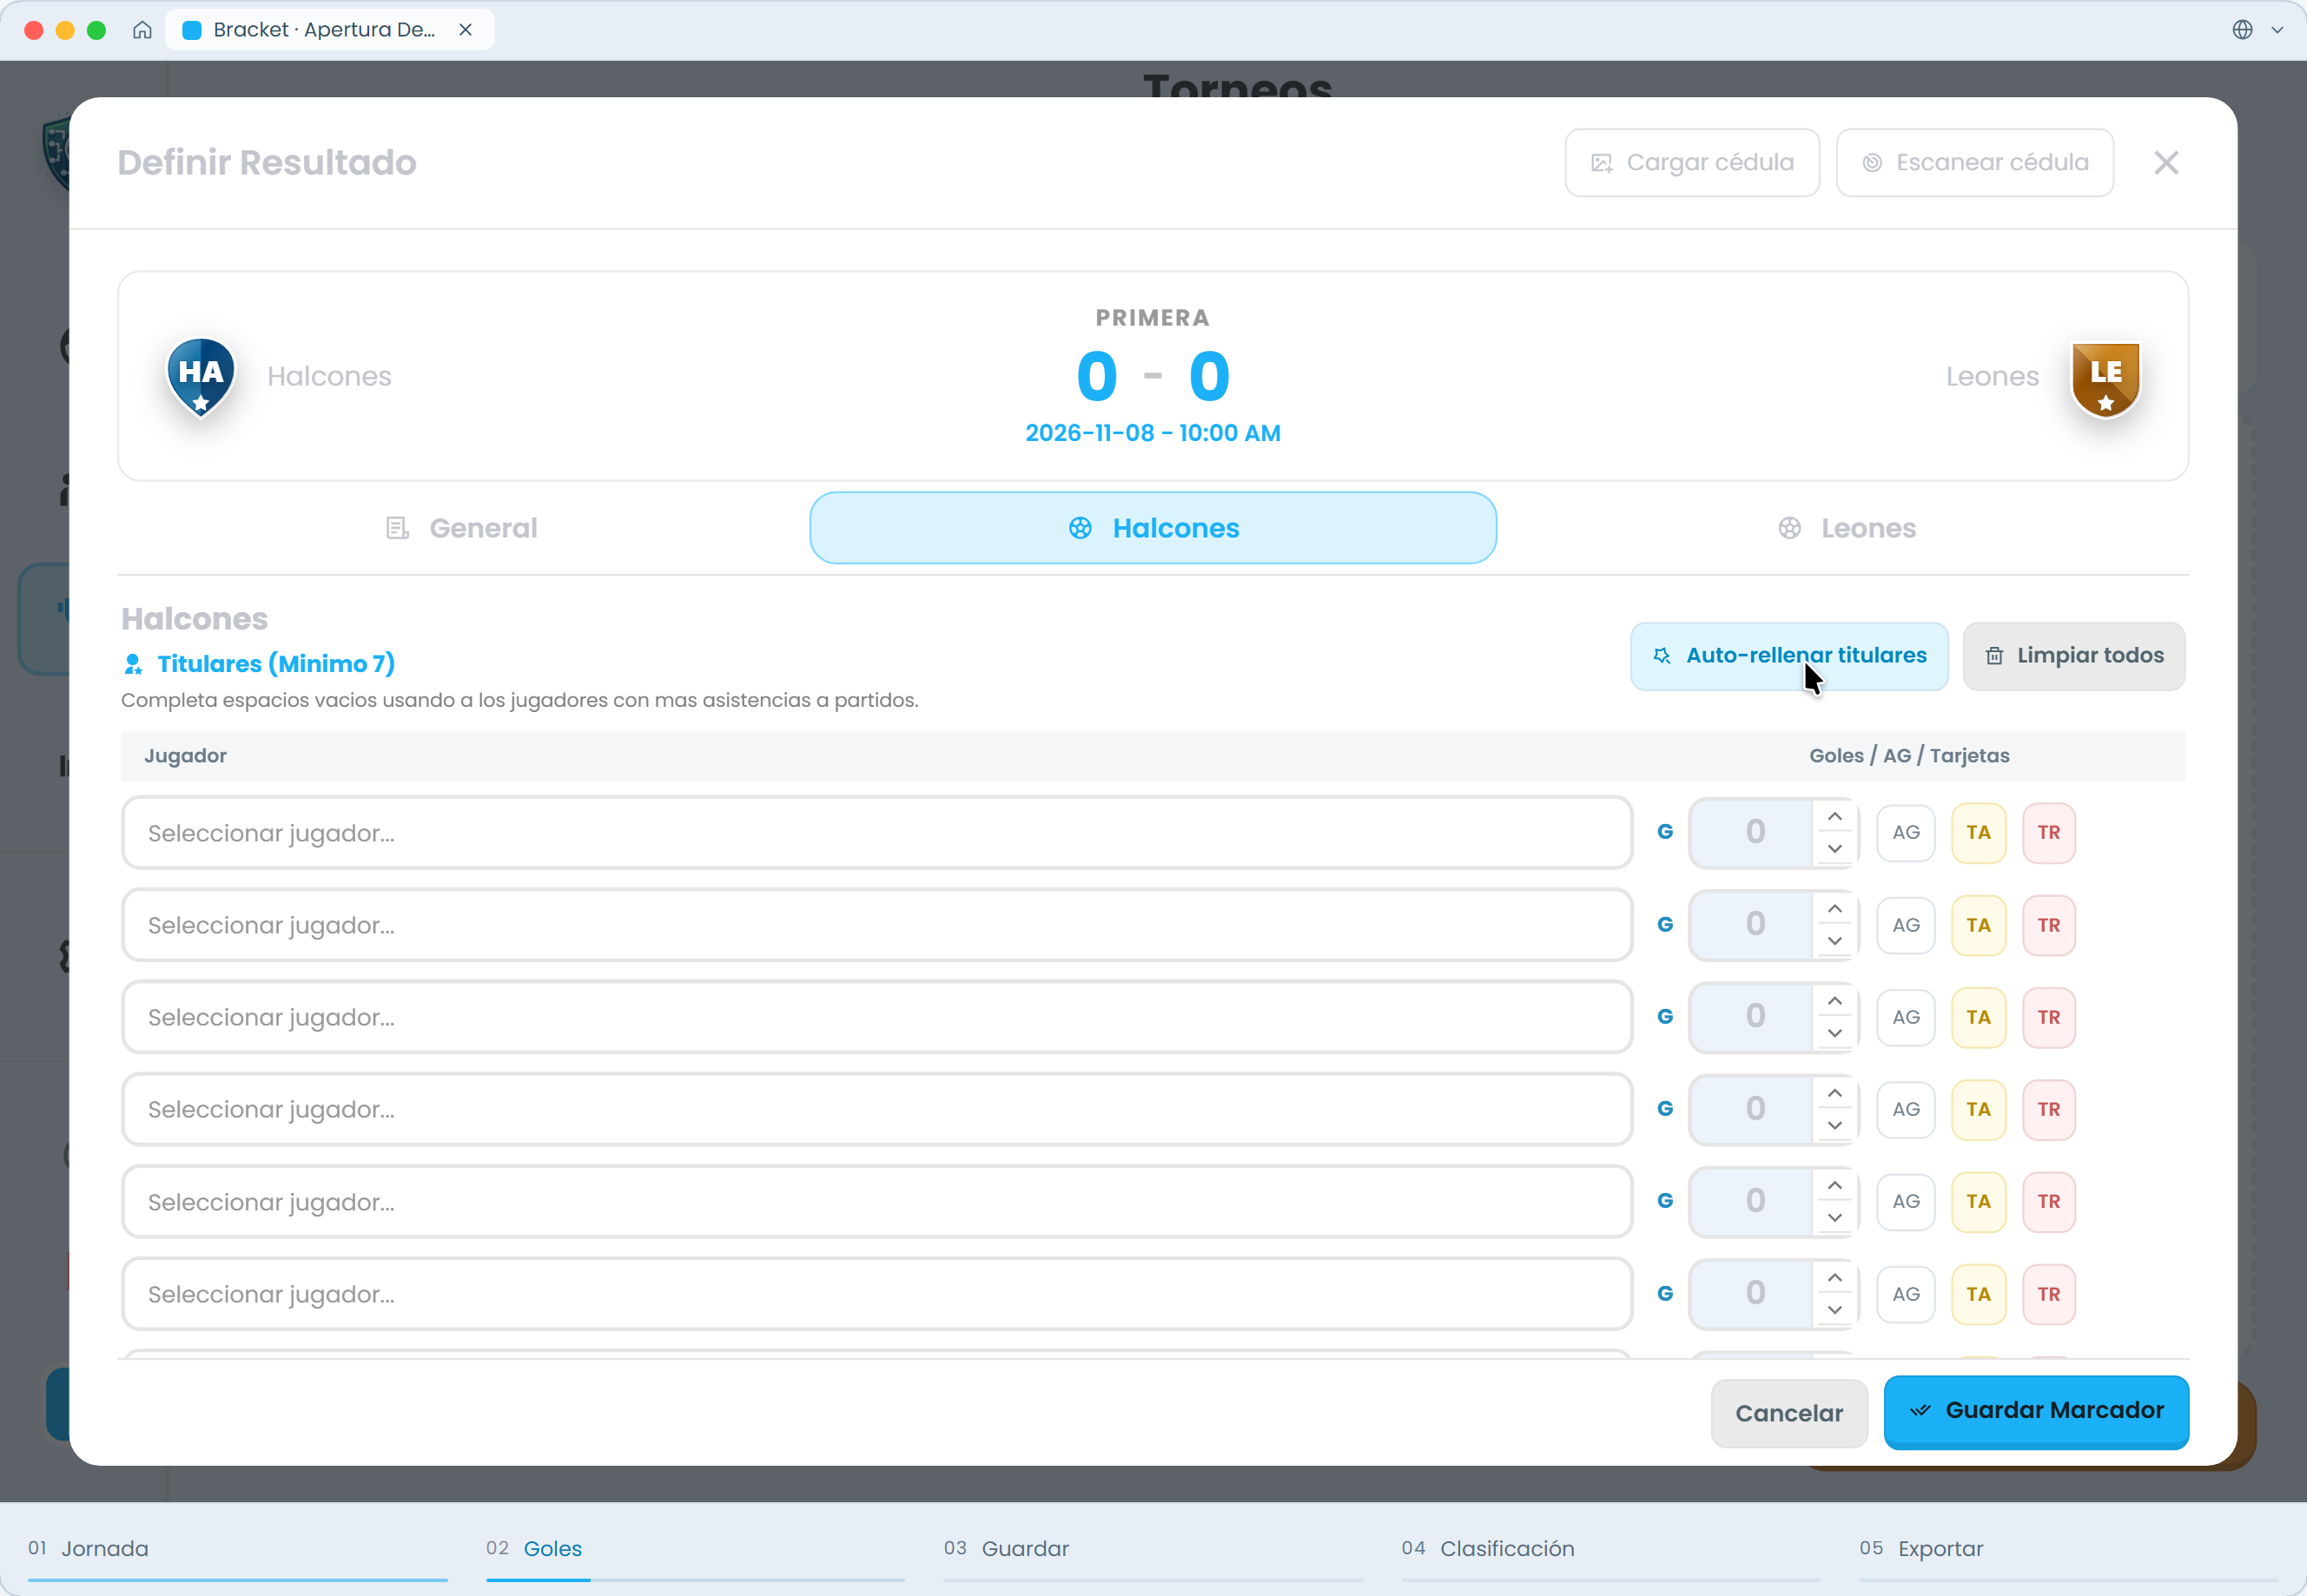 Bracket · Apertura De...
Torneos
Definir Resultado
Cargar cédula
Escanear cédula
PRIMERA
HA
Halcones
0 - 0
Leones
LE
2026-11-08 - 10:00 AM
General
Halcones
Leones
Halcones
Titulares (Minimo 7)
Completa espacios vacios usando a los jugadores con mas asistencias a partidos.
Auto-rellenar titulares
Limpiar todos
Jugador
Goles / AG / Tarjetas
Seleccionar jugador...
G 0 AG TA TR
Seleccionar jugador...
G 0 AG TA TR
Seleccionar jugador...
G 0 AG TA TR
Seleccionar jugador...
G 0 AG TA TR
Seleccionar jugador...
G 0 AG TA TR
Seleccionar jugador...
G 0 AG TA TR
Cancelar
Guardar Marcador
01 Jornada
02 Goles
03 Guardar
04 Clasificación
05 Exportar